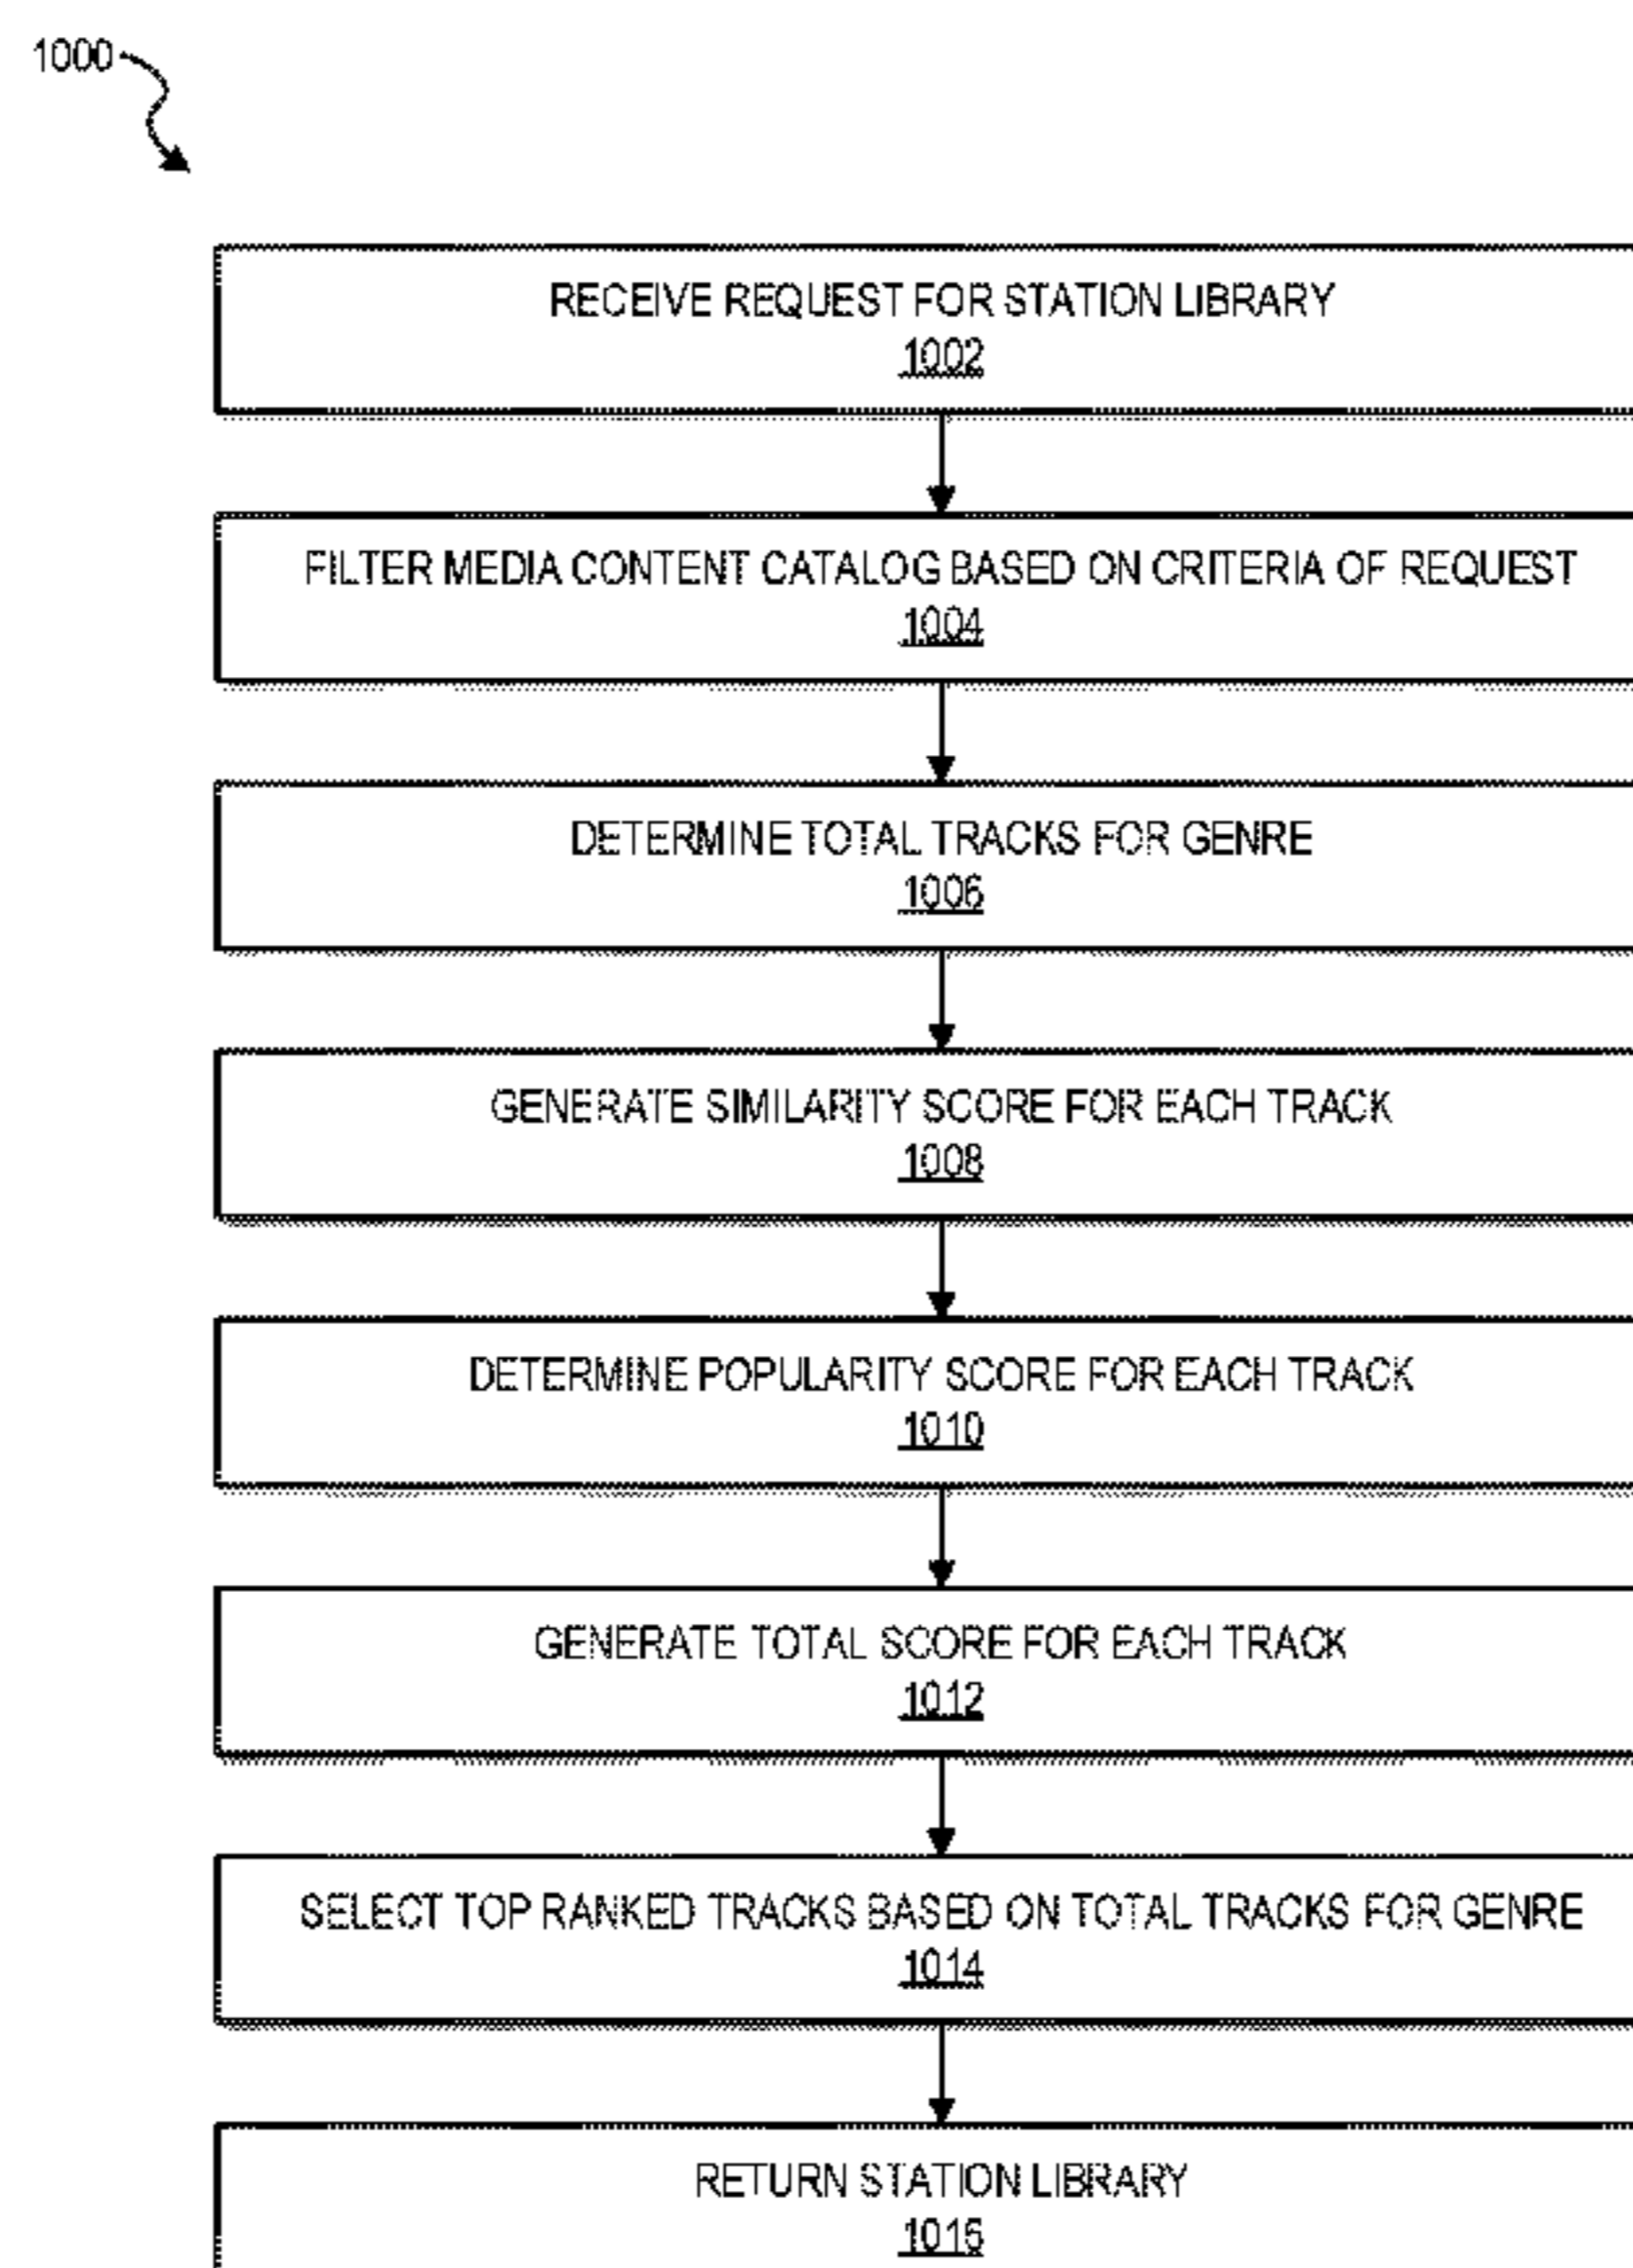 1000
RECEIVE REQUEST FOR STATION LIBRARY
1002
FILTER MEDIA CONTENT CATALOG BASED ON CRITERIA OF REQUEST
1004
DETERMINE TOTAL TRACKS FOR GENRE
1006
GENERATE SIMILARITY SCORE FOR EACH TRACK
1008
DETERMINE POPULARITY SCORE FOR EACH TRACK
1010
GENERATE TOTAL SCORE FOR EACH TRACK
1012
SELECT TOP RANKED TRACKS BASED ON TOTAL TRACKS FOR GENRE
1014
RETURN STATION LIBRARY
1016